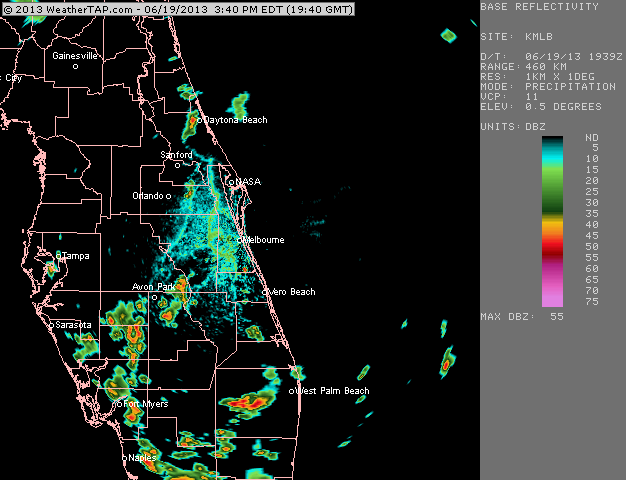 © 2013 WeatherTAP.com - 06/19/2013 3:40 PM EDT (19:40 GMT)
BASE REFLECTIVITY
SITE: KMLB
D/T: 06/19/13 1939Z
RANGE: 460 KM
RES: 1KM X 1DEG
MODE: PRECIPITATION
VCP: 11
ELEV: 0.5 DEGREES
UNITS: DBZ
ND
5
10
15
20
25
30
35
40
45
50
55
60
65
70
75
MAX DBZ: 55
Gainesville
City
Daytona Beach
Sanford
NASA
Orlando
Melbourne
Tampa
Avon Park
Vero Beach
Sarasota
West Palm Beach
Fort Myers
Naples